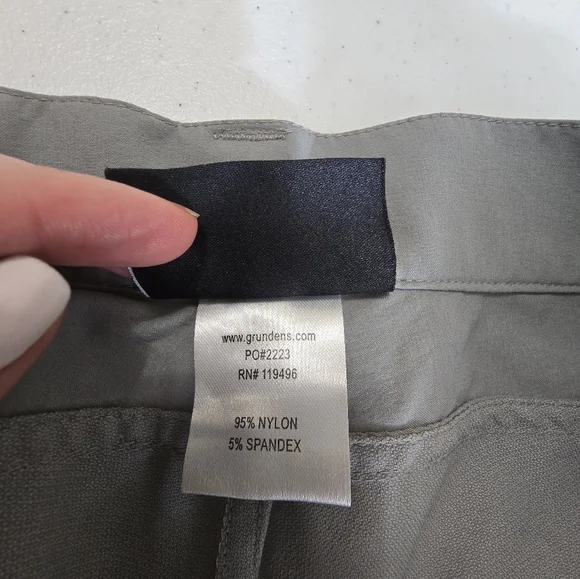 www.grundens.com
PO#2223
RN# 119496
95% NYLON
5% SPANDEX